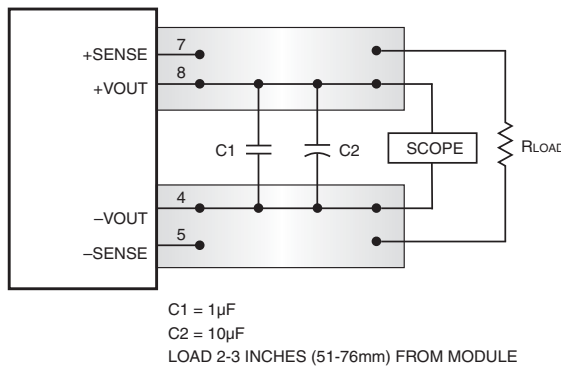 +SENSE
7
+VOUT
8
C1
C2
SCOPE
RLOAD
–VOUT
4
–SENSE
5
C1 = 1µF
C2 = 10µF
LOAD 2-3 INCHES (51-76mm) FROM MODULE